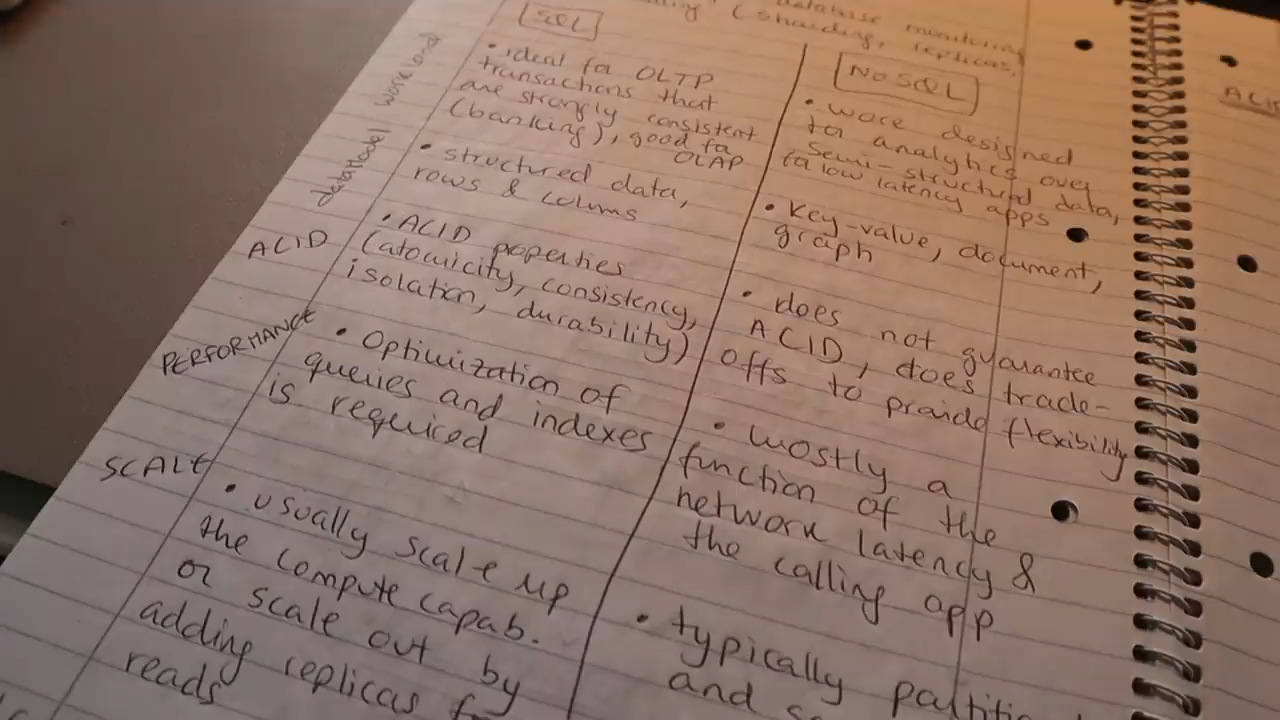 database monitoring
(sharding, replicas,
SQL
workload
• ideal for OLTP
transactions that
are strongly consistent
(banking), good for
OLAP
dataModel
• structured data,
rows & colums
ACID
• ACID properties
(atomicity, consistency,
isolation, durability)
PERFORMANCE
• Optimization of
queries and indexes
is required
SCALE
• usually scale up
the compute capab.
or scale out by
adding replicas
reads
NoSQL
• more designed
for analytics over
semi-structured data,
for low latency apps
• key-value, document,
graph
• does not guarantee
ACID, does trade-
offs to provide flexibility
• mostly a
function of the
network latency &
the calling app
• typically
and